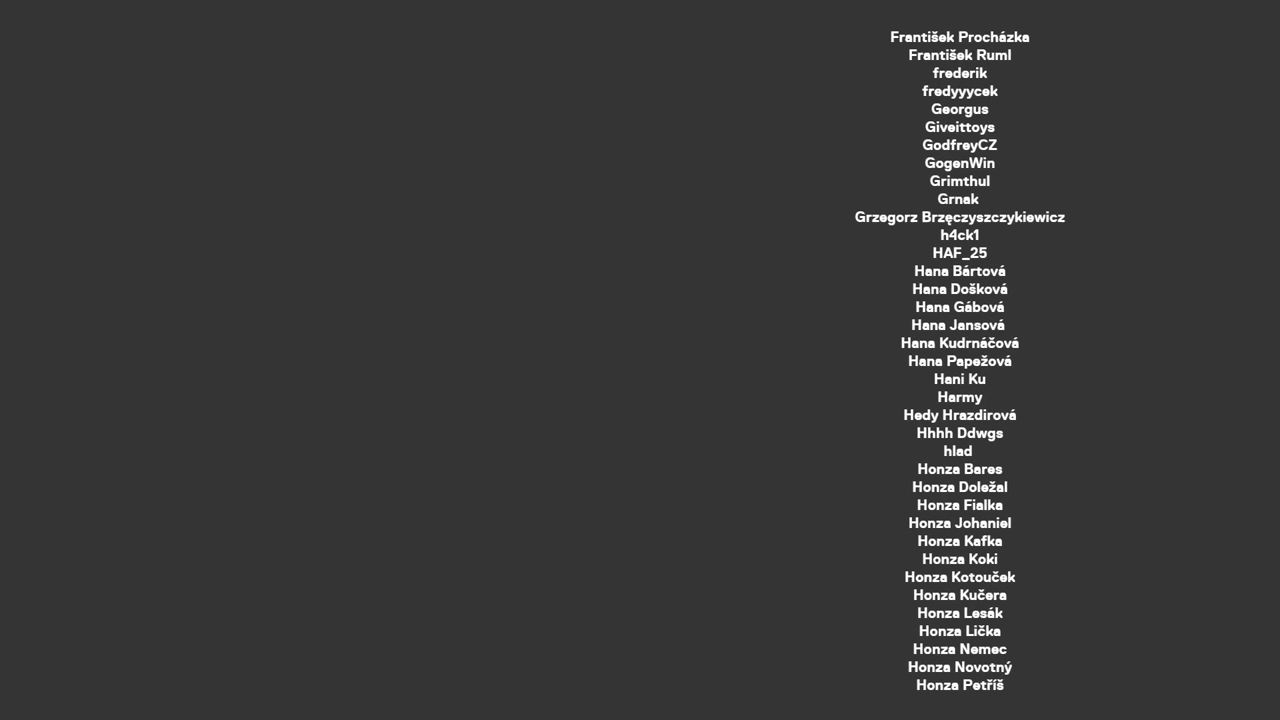 František Procházka
František Ruml
frederik
fredyyycek
Georgus
Giveittoys
GodfreyCZ
GogenWin
Grimthul
Grnak
Grzegorz Brzęczyszczykiewicz
h4ck1
HAF_25
Hana Bártová
Hana Došková
Hana Gábová
Hana Jansová
Hana Kudrnáčová
Hana Papežová
Hani Ku
Harmy
Hedy Hrazdirová
Hhhh Ddwgs
hlad
Honza Bares
Honza Doležal
Honza Fialka
Honza Johaniel
Honza Kafka
Honza Koki
Honza Kotouček
Honza Kučera
Honza Lesák
Honza Lička
Honza Nemec
Honza Novotný
Honza Petříš